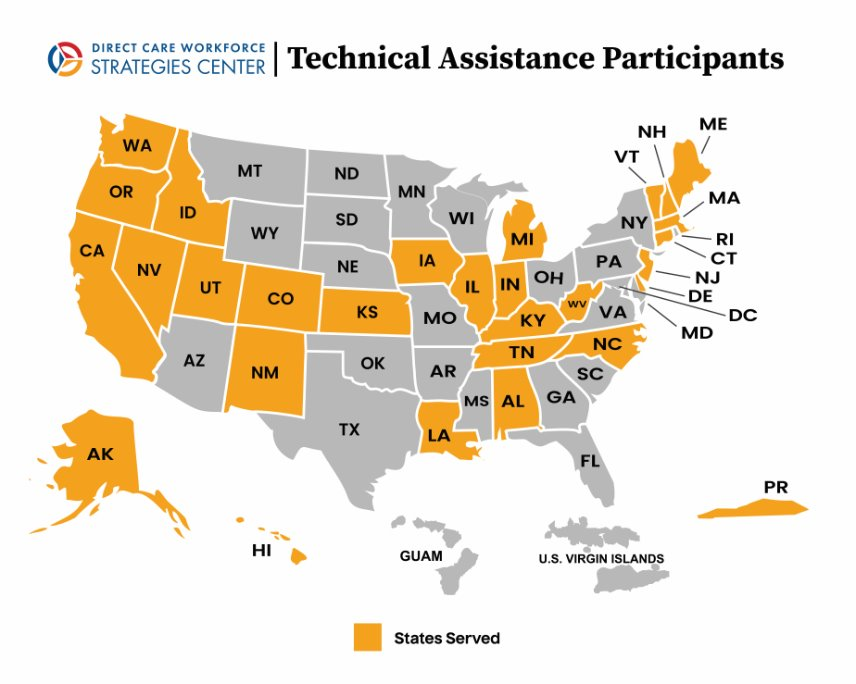 DIRECT CARE WORKFORCE
STRATEGIES CENTER
Technical Assistance Participants
ME
NH
VT
WA
MT
ND
MN
OR
ID
SD
WI
MA
WY
NY
MI
RI
CA
NV
IA
CT
NE
PA
UT
IL
IN
OH
NJ
CO
DE
KS
WV
DC
MO
KY
VA
MD
NC
TN
AZ
OK
NM
AR
SC
MS
AL
GA
TX
LA
AK
FL
PR
HI
GUAM
U.S. VIRGIN ISLANDS
States Served